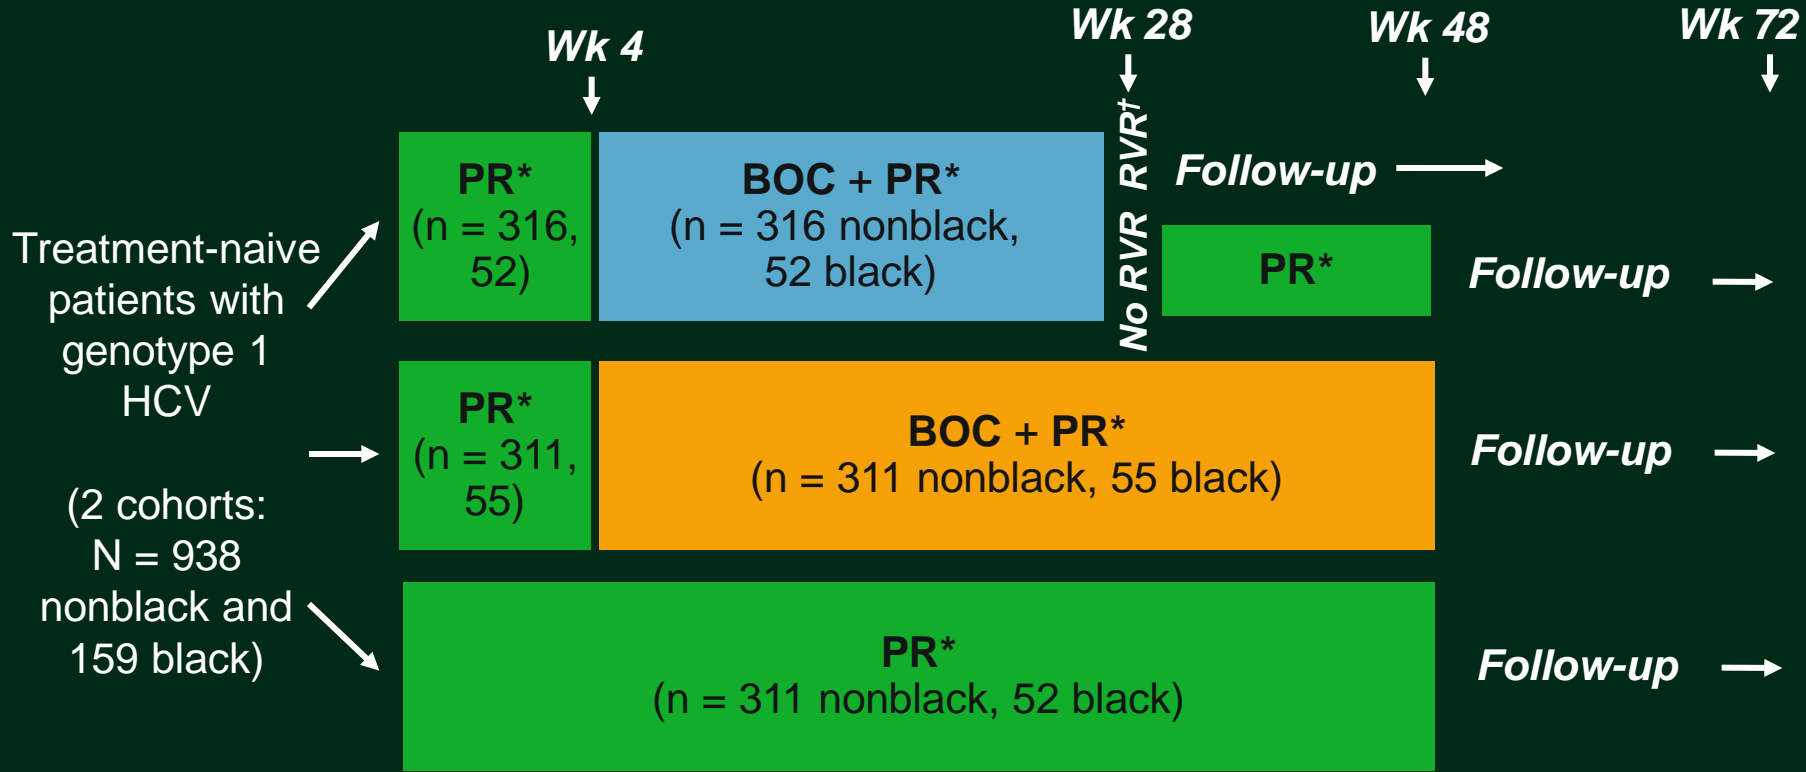 Wk 4
Wk 28
Wk 48
Wk 72
Treatment-naive
patients with
genotype 1
HCV
(2 cohorts:
N = 938
nonblack and
159 black)
PR*
(n = 316,
52)
BOC + PR*
(n = 316 nonblack,
52 black)
No RVR RVR†
Follow-up
PR*
Follow-up
PR*
(n = 311,
55)
BOC + PR*
(n = 311 nonblack, 55 black)
Follow-up
PR*
(n = 311 nonblack, 52 black)
Follow-up